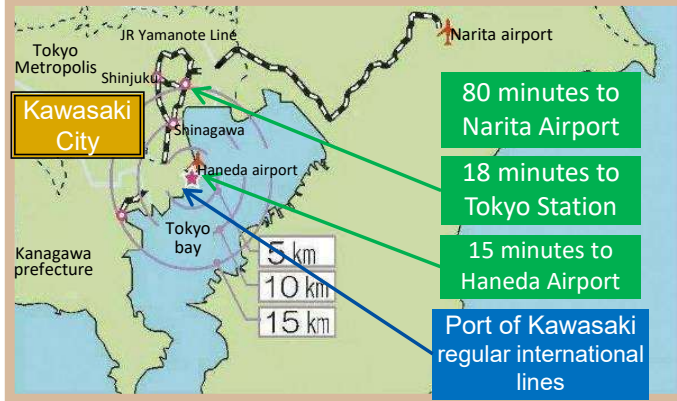 JR Yamanote Line
Narita airport
Tokyo
Metropolis
Shinjuku
Kawasaki
City
Shinagawa
Haneda airport
Tokyo
bay
Kanagawa
prefecture
5 km
10 km
15 km
80 minutes to
Narita Airport
18 minutes to
Tokyo Station
15 minutes to
Haneda Airport
Port of Kawasaki
regular international
lines